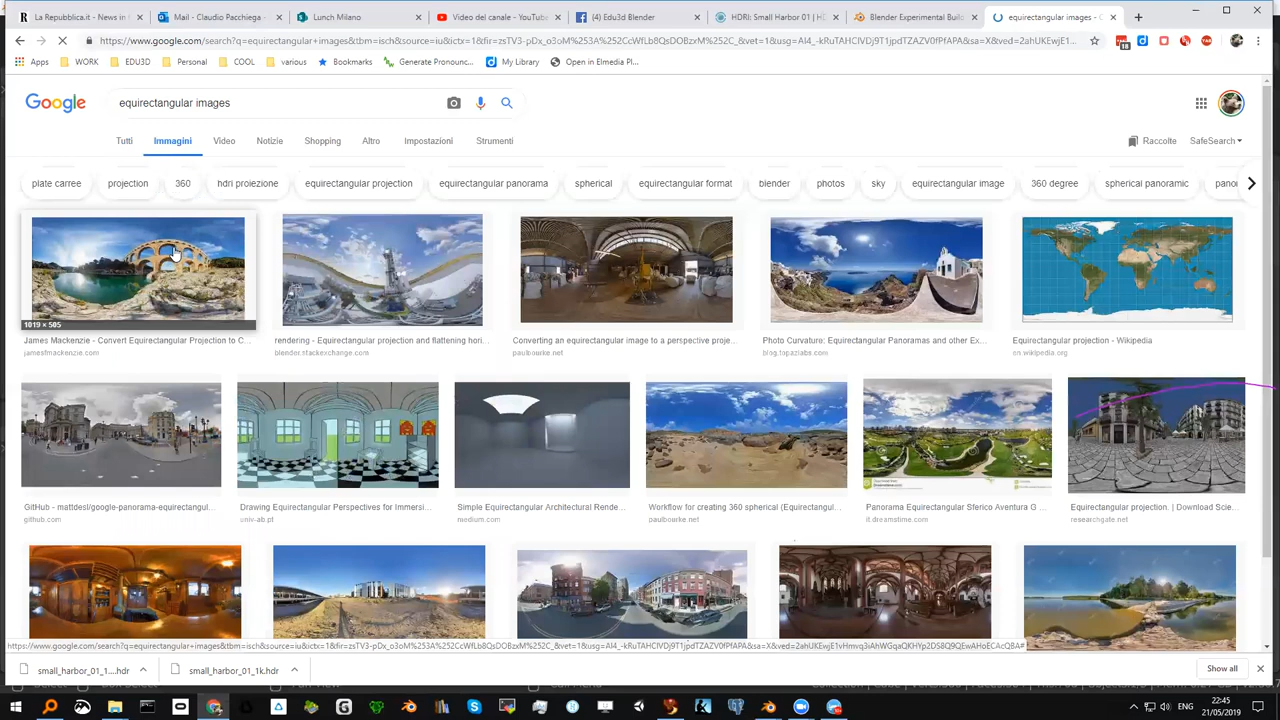 La Repubblica.it - News in
Mail - Claudio Pacchiega - H
Lunch Milano
Video del canale - YouTube
(4) Edu3d Blender
HDRI: Small Harbor 01 | HD
Blender Experimental Build
equirectangular images - C
Apps
WORK
EDU3D
Personal
COOL
various
Bookmarks
Generate Pronounc...
My Library
Open in Elmedia Pl...
18
Google
equirectangular images
Tutti
Immagini
Video
Notizie
Shopping
Altro
Impostazioni
Strumenti
Raccolte
SafeSearch
plate carree
projection
360
hdri proiezione
equirectangular projection
equirectangular panorama
spherical
equirectangular format
blender
photos
sky
equirectangular image
360 degree
spherical panoramic
1019 × 505
James Mackenzie - Convert Equirectangular Projection to C...
jamesfmackenzie.com
rendering - Equirectangular projection and flattening hori...
blender.stackexchange.com
Converting an equirectangular image to a perspective proje...
paulbourke.net
Photo Curvature: Equirectangular Panoramas and other Ex...
blog.topazlabs.com
Equirectangular projection - Wikipedia
en.wikipedia.org
GitHub - mattdesl/google-panorama-equirectangul...
github.com
Drawing Equirectangular Perspectives for Immersi...
univ-ab.pt
Simple Equirectangular Architectural Rende...
medium.com
Workflow for creating 360 spherical (Equirectangul...
paulbourke.net
Panorama Equirectangular Sferico Aventura G ...
it.dreamstime.com
Equirectangular projection. | Download Scie...
researchgate.net
small_harbor_01_1....hdr
small_harbor_01_1k.hdr
Show all
ENG
22:45
21/05/2019